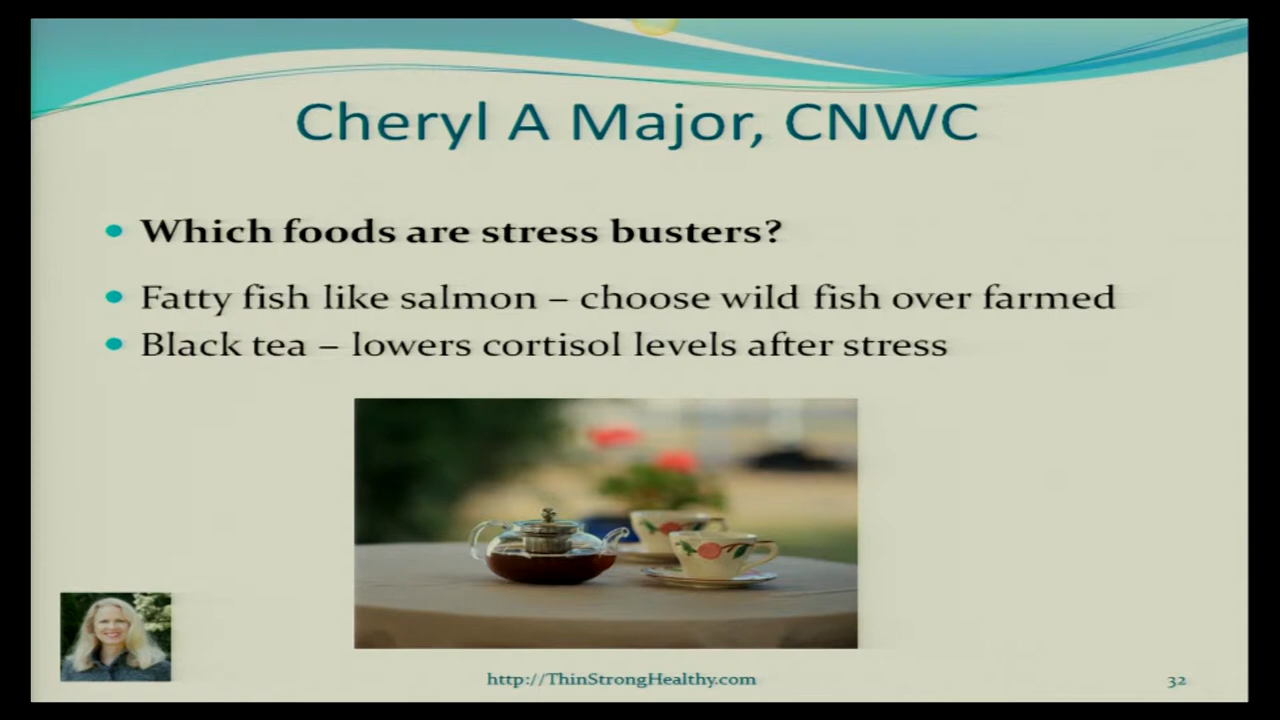 Cheryl A Major, CNWC
Which foods are stress busters?
Fatty fish like salmon – choose wild fish over farmed
Black tea – lowers cortisol levels after stress
http://ThinStrongHealthy.com
32